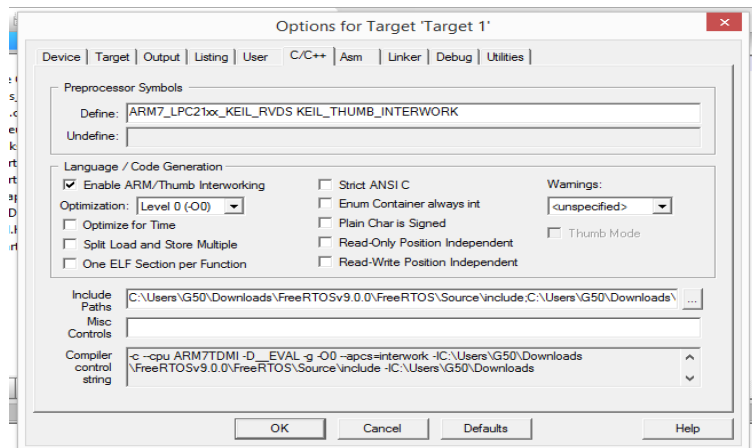 Options for Target 'Target 1'
Device Target Output Listing User C/C++ Asm Linker Debug Utilities
Preprocessor Symbols
Define: ARM7_LPC21xx_KEIL_RVDS KEIL_THUMB_INTERWORK
Undefine:
Language / Code Generation
Enable ARM/Thumb Interworking
Optimization: Level 0 (-O0)
Optimize for Time
Split Load and Store Multiple
One ELF Section per Function
Strict ANSI C
Enum Container always int
Plain Char is Signed
Read-Only Position Independent
Read-Write Position Independent
Warnings:
<unspecified>
Thumb Mode
Include Paths C:\Users\G50\Downloads\FreeRTOSv9.0.0\FreeRTOS\Source\include;C:\Users\G50\Downloads\ ...
Misc Controls
Compiler control string
-c --cpu ARM7TDMI -D__EVAL -g -O0 --apcs=interwork -IC:\Users\G50\Downloads
\FreeRTOSv9.0.0\FreeRTOS\Source\include -IC:\Users\G50\Downloads
OK Cancel Defaults Help